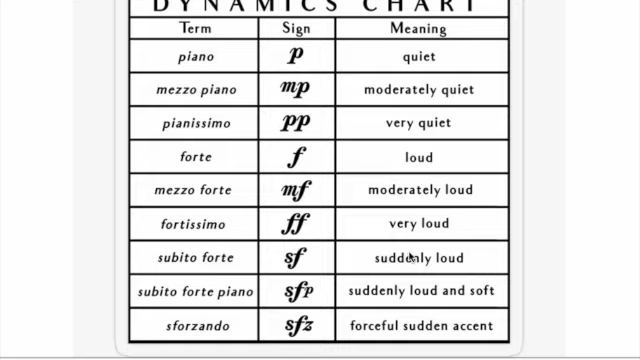 DYNAMICS CHART
Term Sign Meaning
piano p quiet
mezzo piano mp moderately quiet
pianissimo pp very quiet
forte f loud
mezzo forte mf moderately loud
fortissimo ff very loud
subito forte sf suddenly loud
subito forte piano sfp suddenly loud and soft
sforzando sfz forceful sudden accent